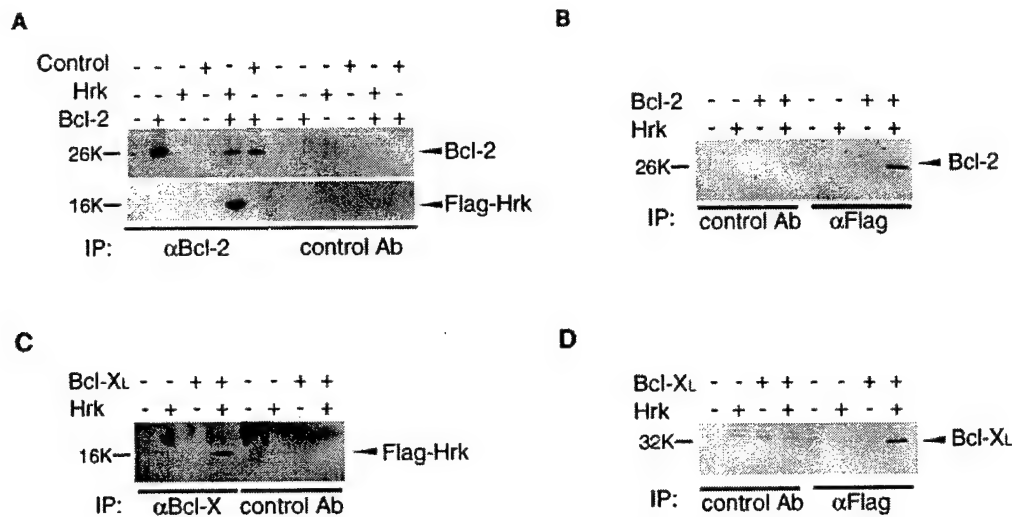 A
Control - - - + - + - - - + - +
Hrk - - + - + - - - + - + -
Bcl-2 - + - - + + - + - - + +
26K Bcl-2
16K Flag-Hrk
IP: αBcl-2 control Ab
B
Bcl-2 - - + + - - + +
Hrk - + - + - + - +
26K Bcl-2
IP: control Ab αFlag
C
Bcl-XL - - + + - - + +
Hrk - + - + - + - +
16K Flag-Hrk
IP: αBcl-X control Ab
D
Bcl-XL - - + + - - + +
Hrk - + - + - + - +
32K Bcl-XL
IP: control Ab αFlag